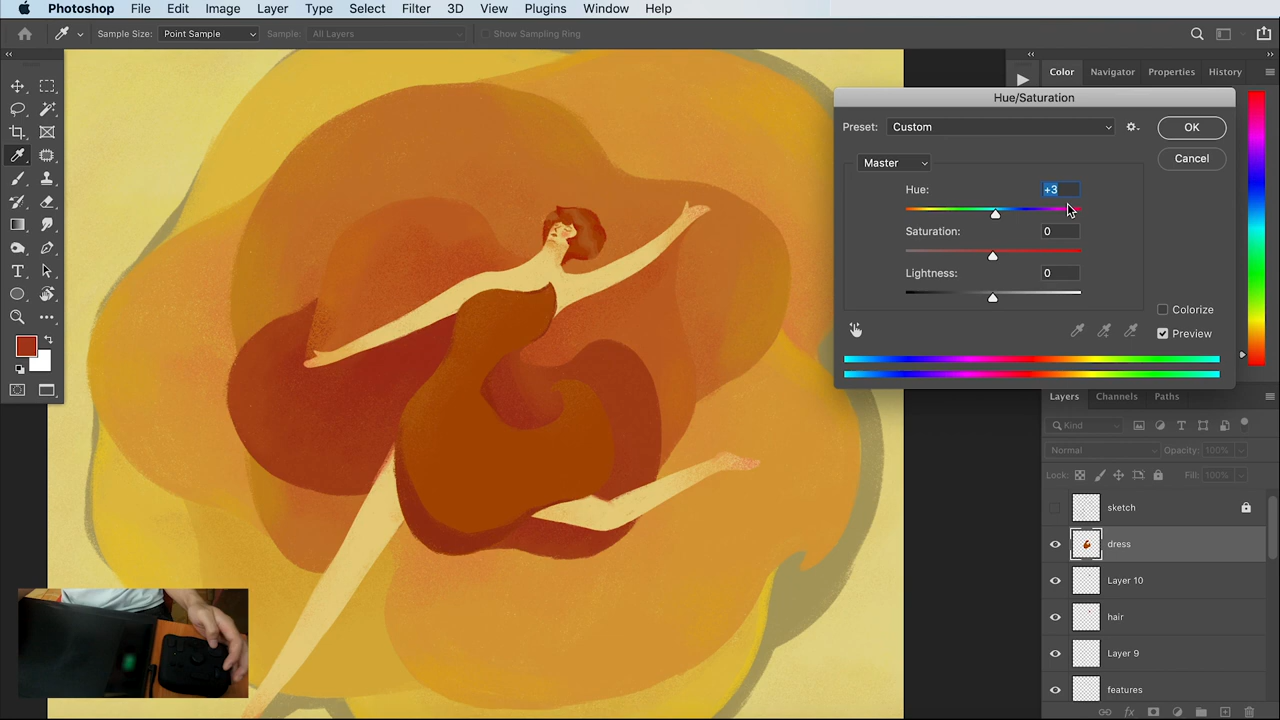 Photoshop File Edit Image Layer Type Select Filter 3D View Plugins Window Help
Sample Size: Point Sample Sample: All Layers Show Sampling Ring
Color Navigator Properties History
Hue/Saturation
Preset: Custom OK
Master Cancel
Hue: +3
Saturation: 0
Lightness: 0
Colorize
Preview
Layers Channels Paths
Kind
Normal Opacity: 100%
Lock: Fill: 100%
sketch
dress
Layer 10
hair
Layer 9
features
fx